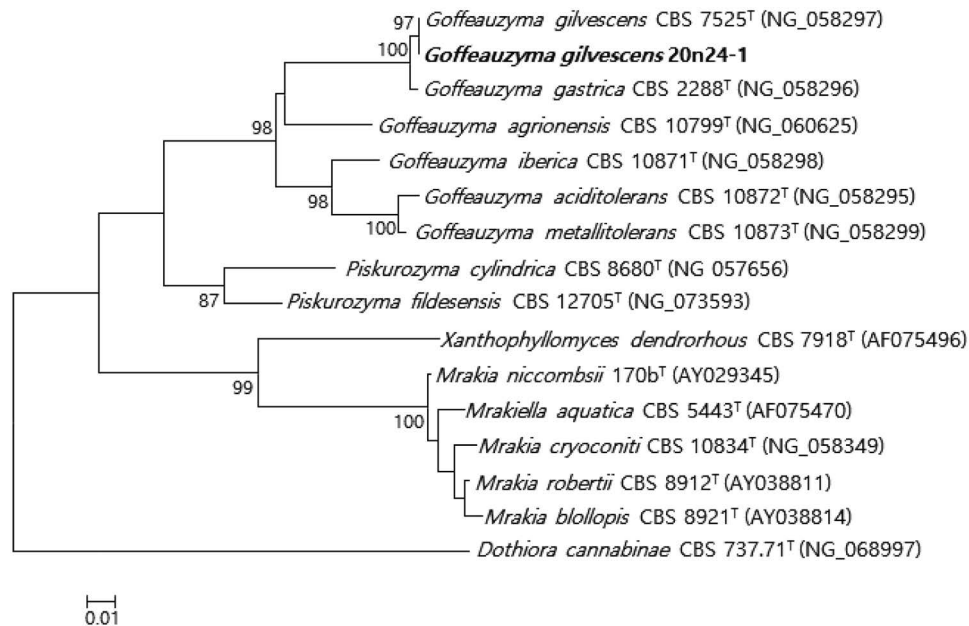 97
Goffeauzyma gilvescens CBS 7525ᵀ (NG_058297)
100
Goffeauzyma gilvescens 20n24-1
Goffeauzyma gastrica CBS 2288ᵀ (NG_058296)
98
Goffeauzyma agrionensis CBS 10799ᵀ (NG_060625)
Goffeauzyma iberica CBS 10871ᵀ (NG_058298)
98
Goffeauzyma aciditolerans CBS 10872ᵀ (NG_058295)
100
Goffeauzyma metallitolerans CBS 10873ᵀ (NG_058299)
Piskurozyma cylindrica CBS 8680ᵀ (NG 057656)
87
Piskurozyma fildesensis CBS 12705ᵀ (NG_073593)
Xanthophyllomyces dendrorhous CBS 7918ᵀ (AF075496)
99
Mrakia niccombsii 170bᵀ (AY029345)
100
Mrakiella aquatica CBS 5443ᵀ (AF075470)
Mrakia cryoconiti CBS 10834ᵀ (NG_058349)
Mrakia robertii CBS 8912ᵀ (AY038811)
Mrakia blollopis CBS 8921ᵀ (AY038814)
Dothiora cannabinae CBS 737.71ᵀ (NG_068997)
0.01